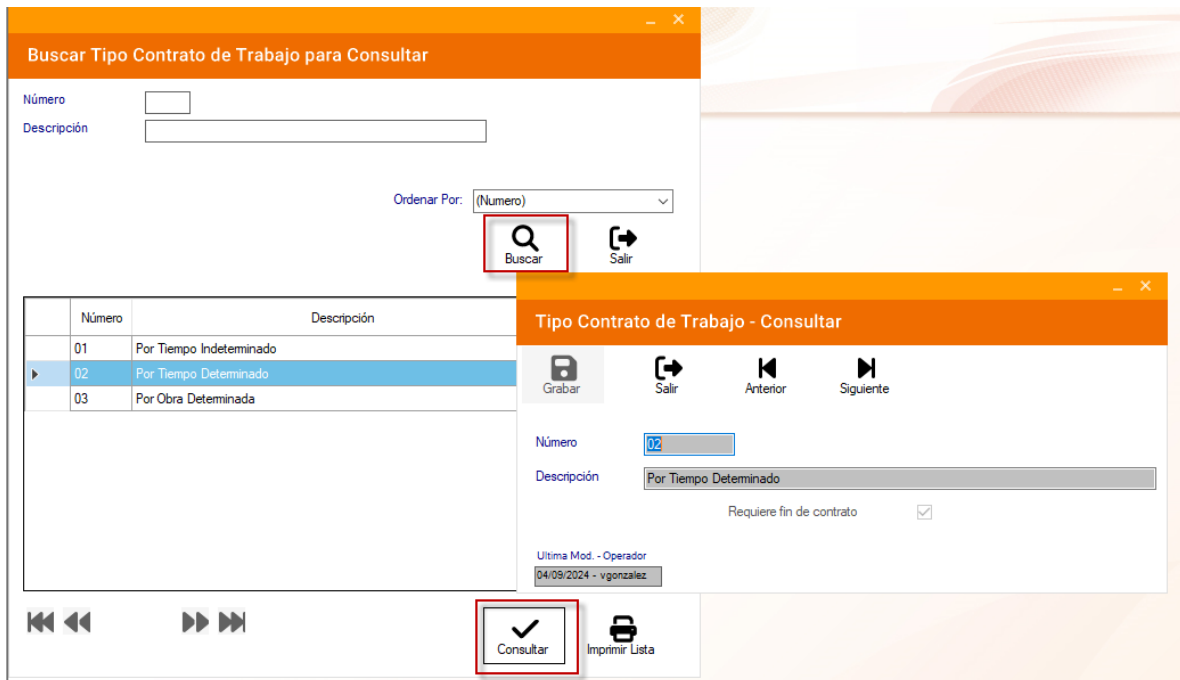 Buscar Tipo Contrato de Trabajo para Consultar
Número
Descripción
Ordenar Por: (Numero)
Buscar Salir
Número Descripción
01 Por Tiempo Indeterminado
02 Por Tiempo Determinado
03 Por Obra Determinada
Consultar Imprimir Lista
Tipo Contrato de Trabajo - Consultar
Grabar Salir Anterior Siguiente
Número 02
Descripción Por Tiempo Determinado
Requiere fin de contrato
Ultima Mod. - Operador
04/09/2024 - vgonzalez